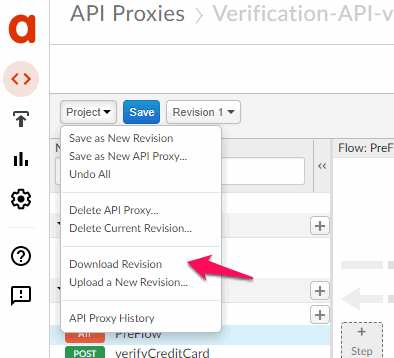 API Proxies > Verification-API-v
Project Save Revision 1
Save as New Revision
Save as New API Proxy...
Undo All
N
«
Flow: PreF
Delete API Proxy...
Delete Current Revision...
Download Revision
Upload a New Revision...
API Proxy History
All PreFlow
POST verifyCreditCard
+
Step